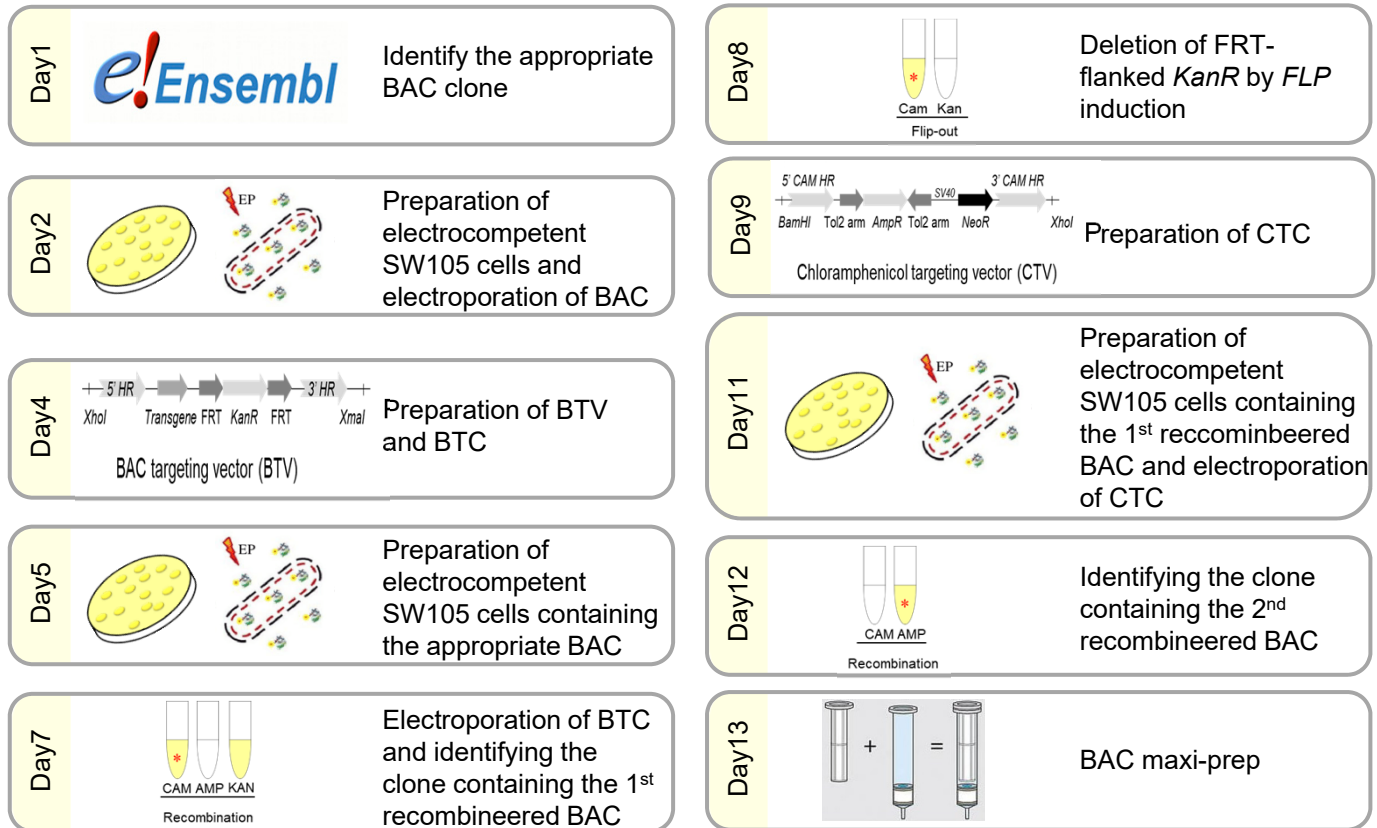 Day1
e!Ensembl
Identify the appropriate
BAC clone
Day2
EP
Preparation of
electrocompetent
SW105 cells and
electroporation of BAC
Day4
5' HR
3' HR
XhoI
Transgene FRT KanR FRT
XmaI
BAC targeting vector (BTV)
Preparation of BTV
and BTC
Day5
EP
Preparation of
electrocompetent
SW105 cells containing
the appropriate BAC
Day7
*
CAM AMP KAN
Recombination
Electroporation of BTC
and identifying the
clone containing the 1st
recombineered BAC
Day8
*
Cam Kan
Flip-out
Deletion of FRT-
flanked KanR by FLP
induction
Day9
5' CAM HR
SV40
3' CAM HR
BamHI Tol2 arm AmpR Tol2 arm NeoR XhoI
Chloramphenicol targeting vector (CTV)
Preparation of CTC
Day11
EP
Preparation of
electrocompetent
SW105 cells containing
the 1st reccominbeered
BAC and electroporation
of CTC
Day12
*
CAM AMP
Recombination
Identifying the clone
containing the 2nd
recombineered BAC
Day13
+ =
BAC maxi-prep